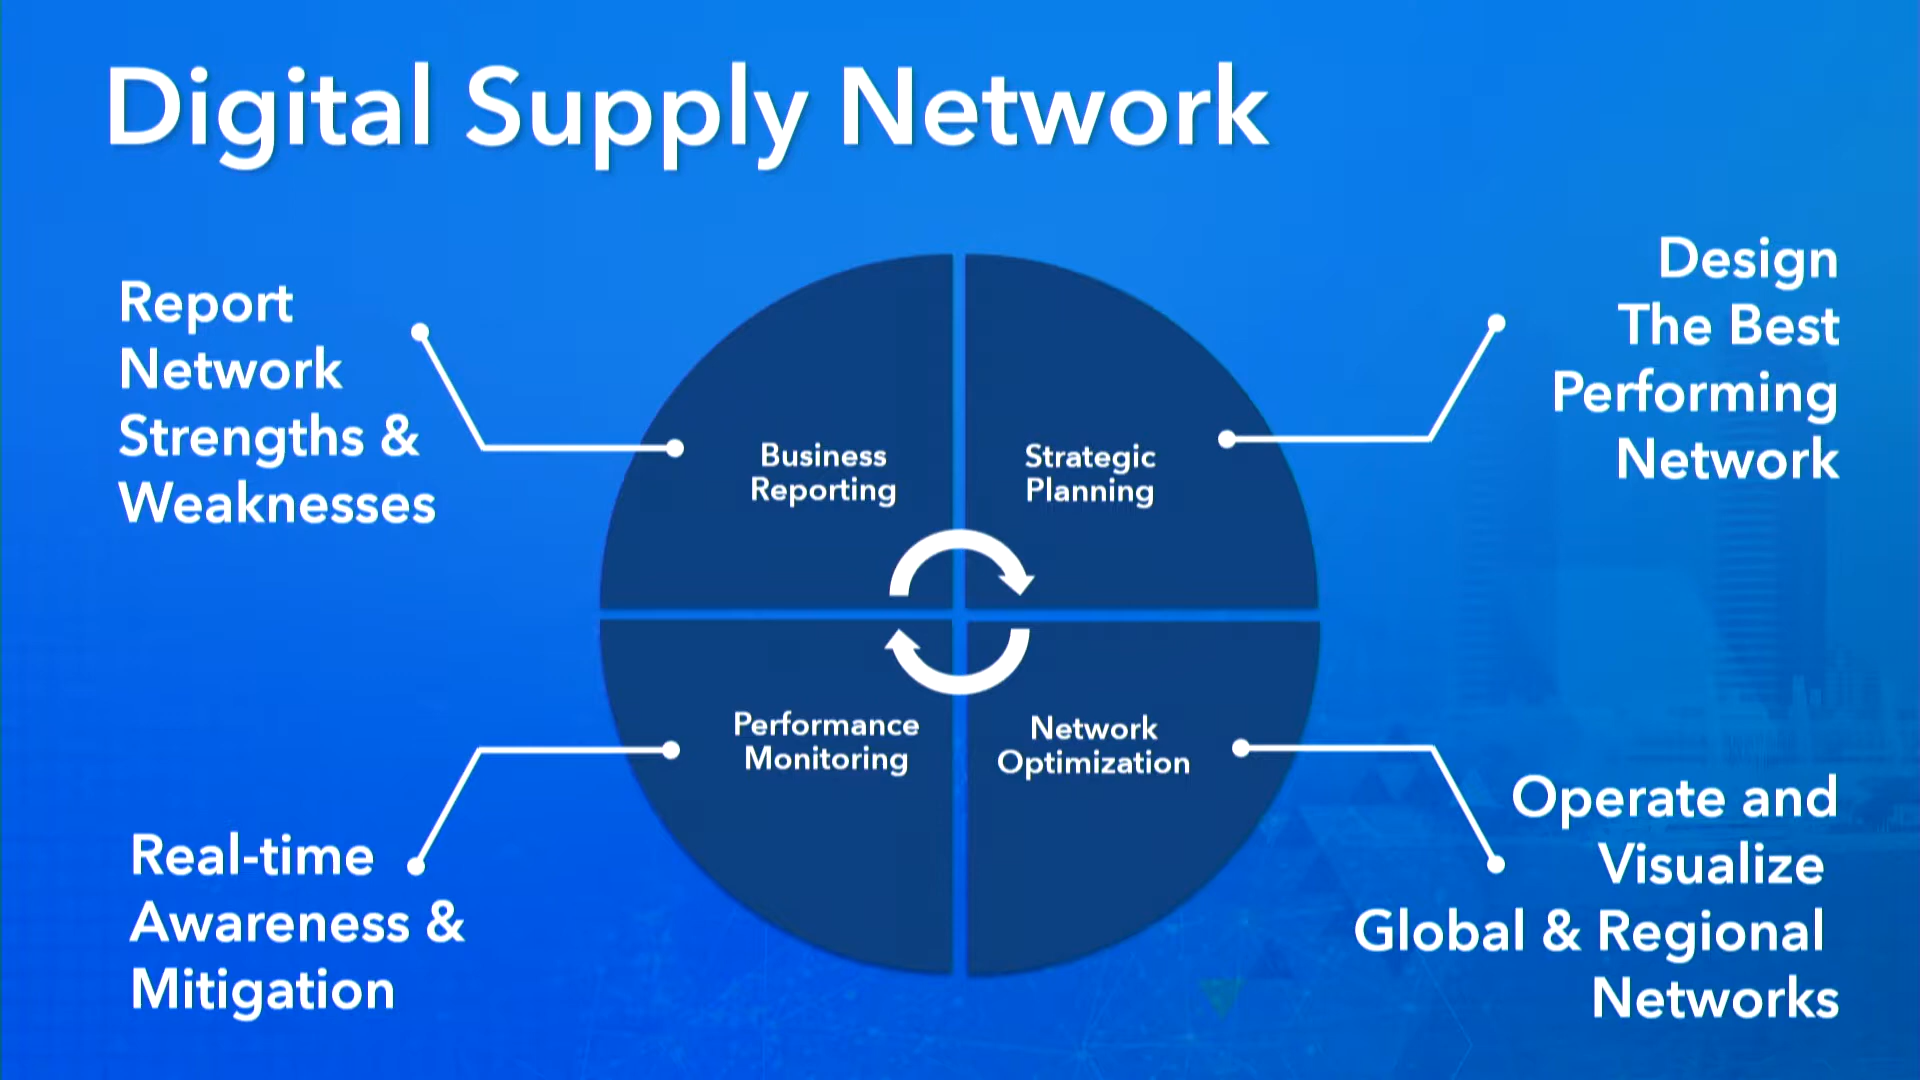 Digital Supply Network
Report
Network
Strengths &
Weaknesses
Design
The Best
Performing
Network
Business
Reporting
Strategic
Planning
Performance
Monitoring
Network
Optimization
Real-time
Awareness &
Mitigation
Operate and
Visualize
Global & Regional
Networks